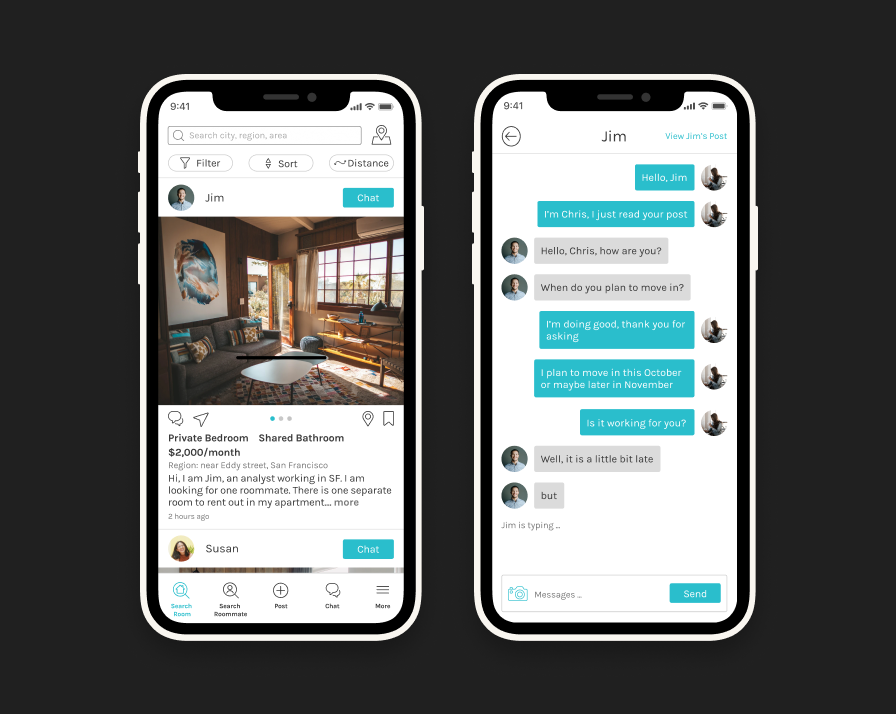 9:41
Search city, region, area
Filter
Sort
Distance
Jim
Chat
Private Bedroom Shared Bathroom
$2,000/month
Region: near Eddy street, San Francisco
Hi, I am Jim, an analyst working in SF. I am
looking for one roommate. There is one separate
room to rent out in my apartment... more
2 hours ago
Susan
Chat
Search
Room
Search
Roommate
Post
Chat
More
9:41
Jim
View Jim's Post
Hello, Jim
I'm Chris, I just read your post
Hello, Chris, how are you?
When do you plan to move in?
I'm doing good, thank you for
asking
I plan to move in this October
or maybe later in November
Is it working for you?
Well, it is a little bit late
but
Jim is typing ...
Messages ...
Send